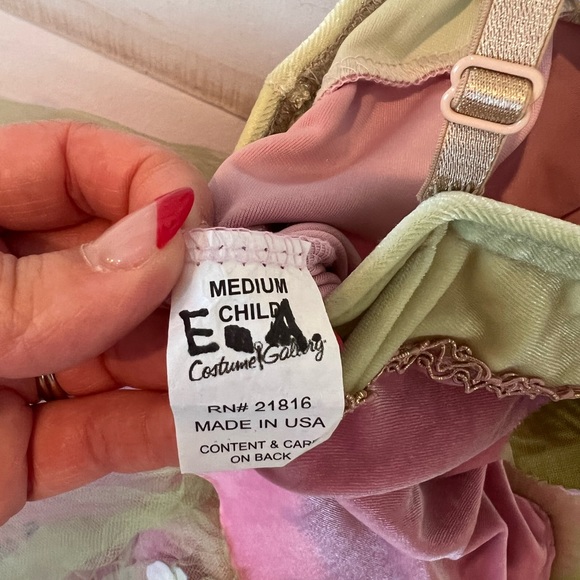 MEDIUM
CHILD
E A.
Costume Gallery
RN# 21816
MADE IN USA
CONTENT & CARE
ON BACK